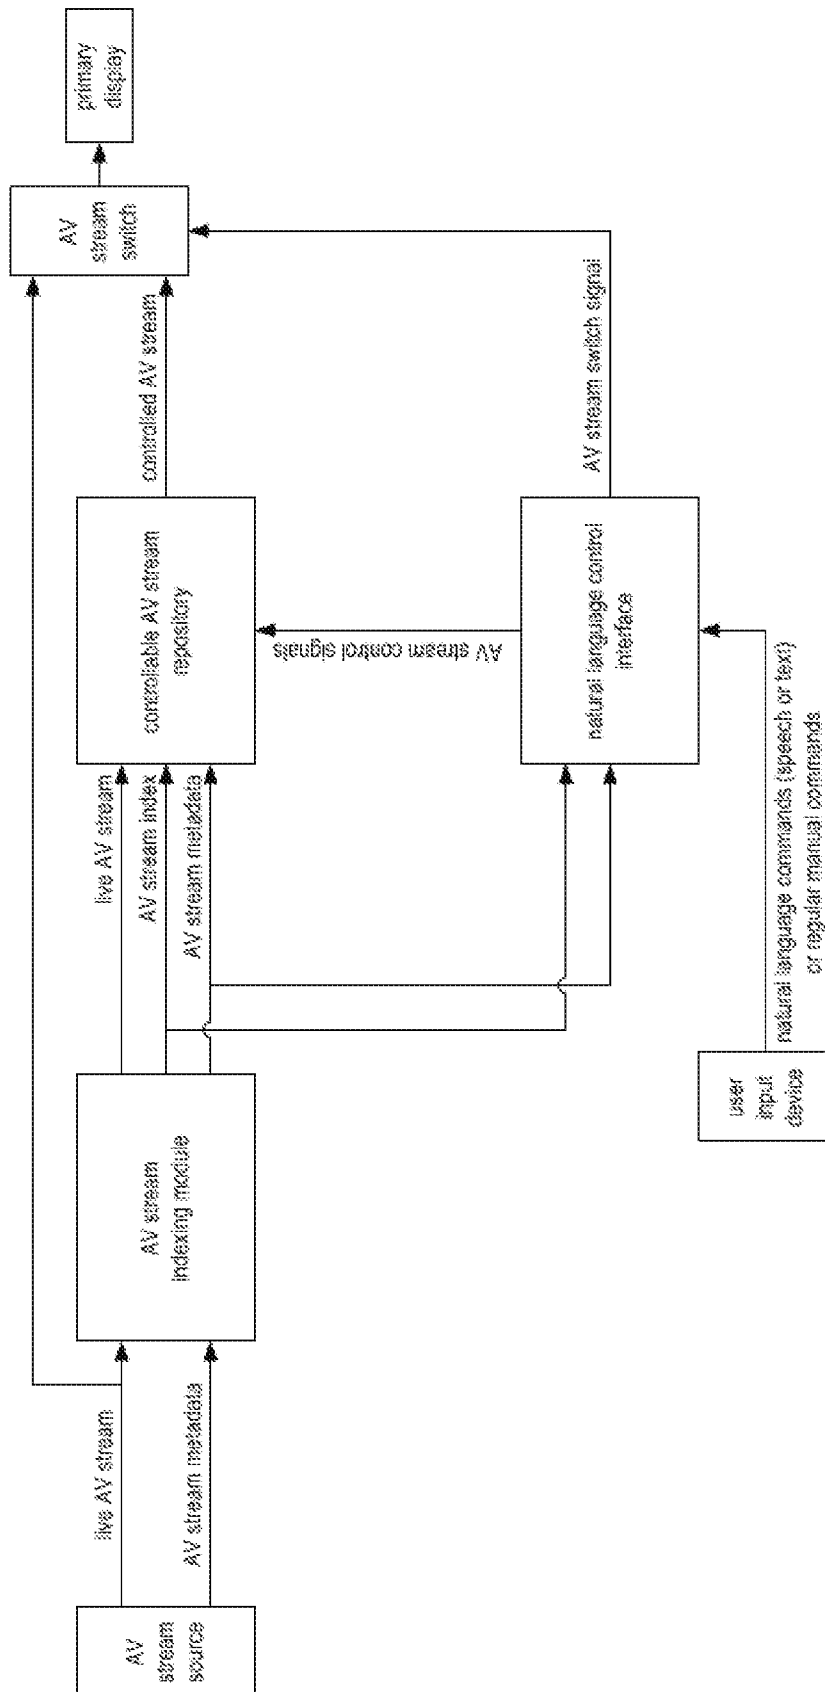 AV
stream
source
live AV stream
AV stream metadata
AV stream
indexing module
live AV stream
AV stream index
AV stream metadata
controllable AV stream
repository
controlled AV stream
AV
stream
switch
primary
display
AV stream control signals
natural language control
interface
AV stream switch signal
user
input
device
natural language commands (speech or text)
or regular manual commands